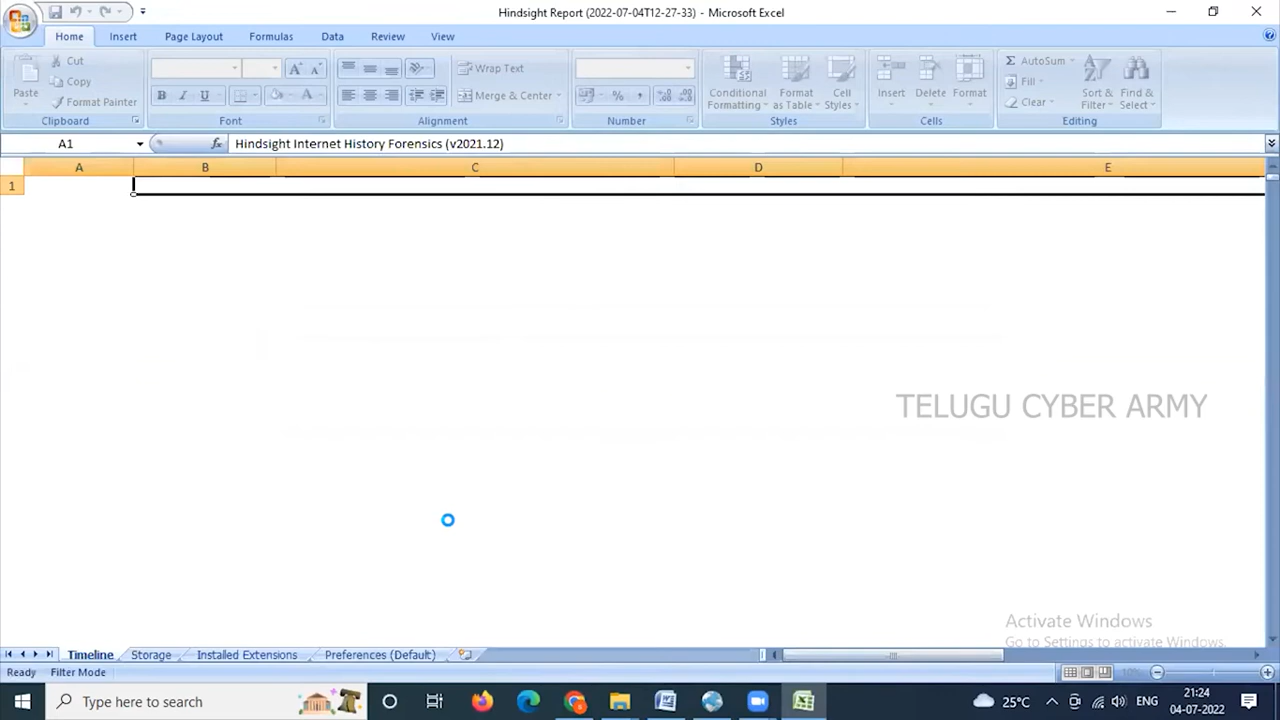 Hindsight Report (2022-07-04T12-27-33) - Microsoft Excel
Home Insert Page Layout Formulas Data Review View
Cut
Copy
Paste Format Painter
Clipboard
B I U
Font
Wrap Text
Merge & Center
Alignment
% ,
Number
Conditional Formatting Format as Table Cell Styles
Styles
Insert Delete Format
Cells
AutoSum
Fill
Clear
Sort & Filter Find & Select
Editing
A1 fx Hindsight Internet History Forensics (v2021.12)
A B C D E
1
TELUGU CYBER ARMY
Activate Windows
Go to Settings to activate Windows.
Timeline Storage Installed Extensions Preferences (Default)
Ready Filter Mode 10%
Type here to search 25°C ENG 21:24
04-07-2022